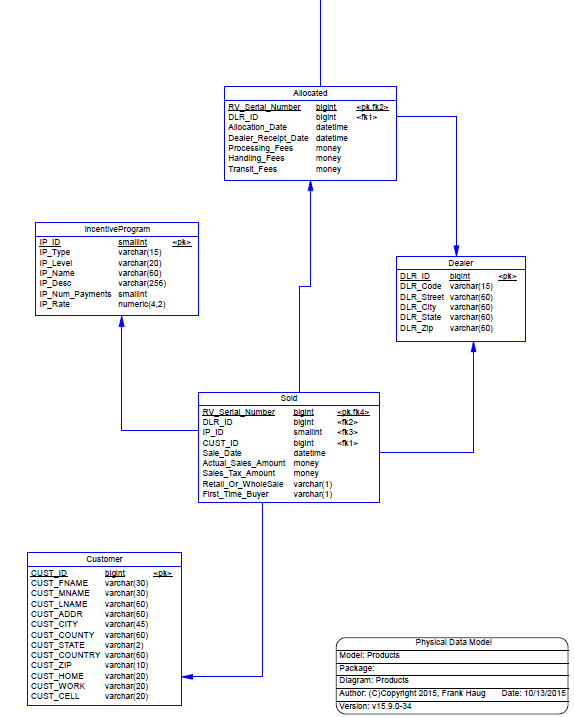 Allocated
RV_Serial_Number bigint <pk,fk2>
DLR_ID bigint <fk1>
Allocation_Date datetime
Dealer_Receipt_Date datetime
Processing_Fees money
Handling_Fees money
Transit_Fees money
IncentiveProgram
IP_ID smallint <pk>
IP_Type varchar(15)
IP_Level varchar(20)
IP_Name varchar(60)
IP_Desc varchar(256)
IP_Num_Payments smallint
IP_Rate numeric(4,2)
Dealer
DLR_ID bigint <pk>
DLR_Code varchar(15)
DLR_Street varchar(60)
DLR_City varchar(60)
DLR_State varchar(60)
DLR_Zip varchar(60)
Sold
RV_Serial_Number bigint <pk,fk4>
DLR_ID bigint <fk2>
IP_ID smallint <fk3>
CUST_ID bigint <fk1>
Sale_Date datetime
Actual_Sales_Amount money
Sales_Tax_Amount money
Retail_Or_WholeSale varchar(1)
First_Time_Buyer varchar(1)
Customer
CUST_ID bigint <pk>
CUST_FNAME varchar(30)
CUST_MNAME varchar(30)
CUST_LNAME varchar(60)
CUST_ADDR varchar(60)
CUST_CITY varchar(45)
CUST_COUNTY varchar(60)
CUST_STATE varchar(2)
CUST_COUNTRY varchar(60)
CUST_ZIP varchar(10)
CUST_HOME varchar(20)
CUST_WORK varchar(20)
CUST_CELL varchar(20)
Physical Data Model
Model: Products
Package:
Diagram: Products
Author: (C)Copyright 2015, Frank Haug Date: 10/13/2015
Version: v15.9.0-34